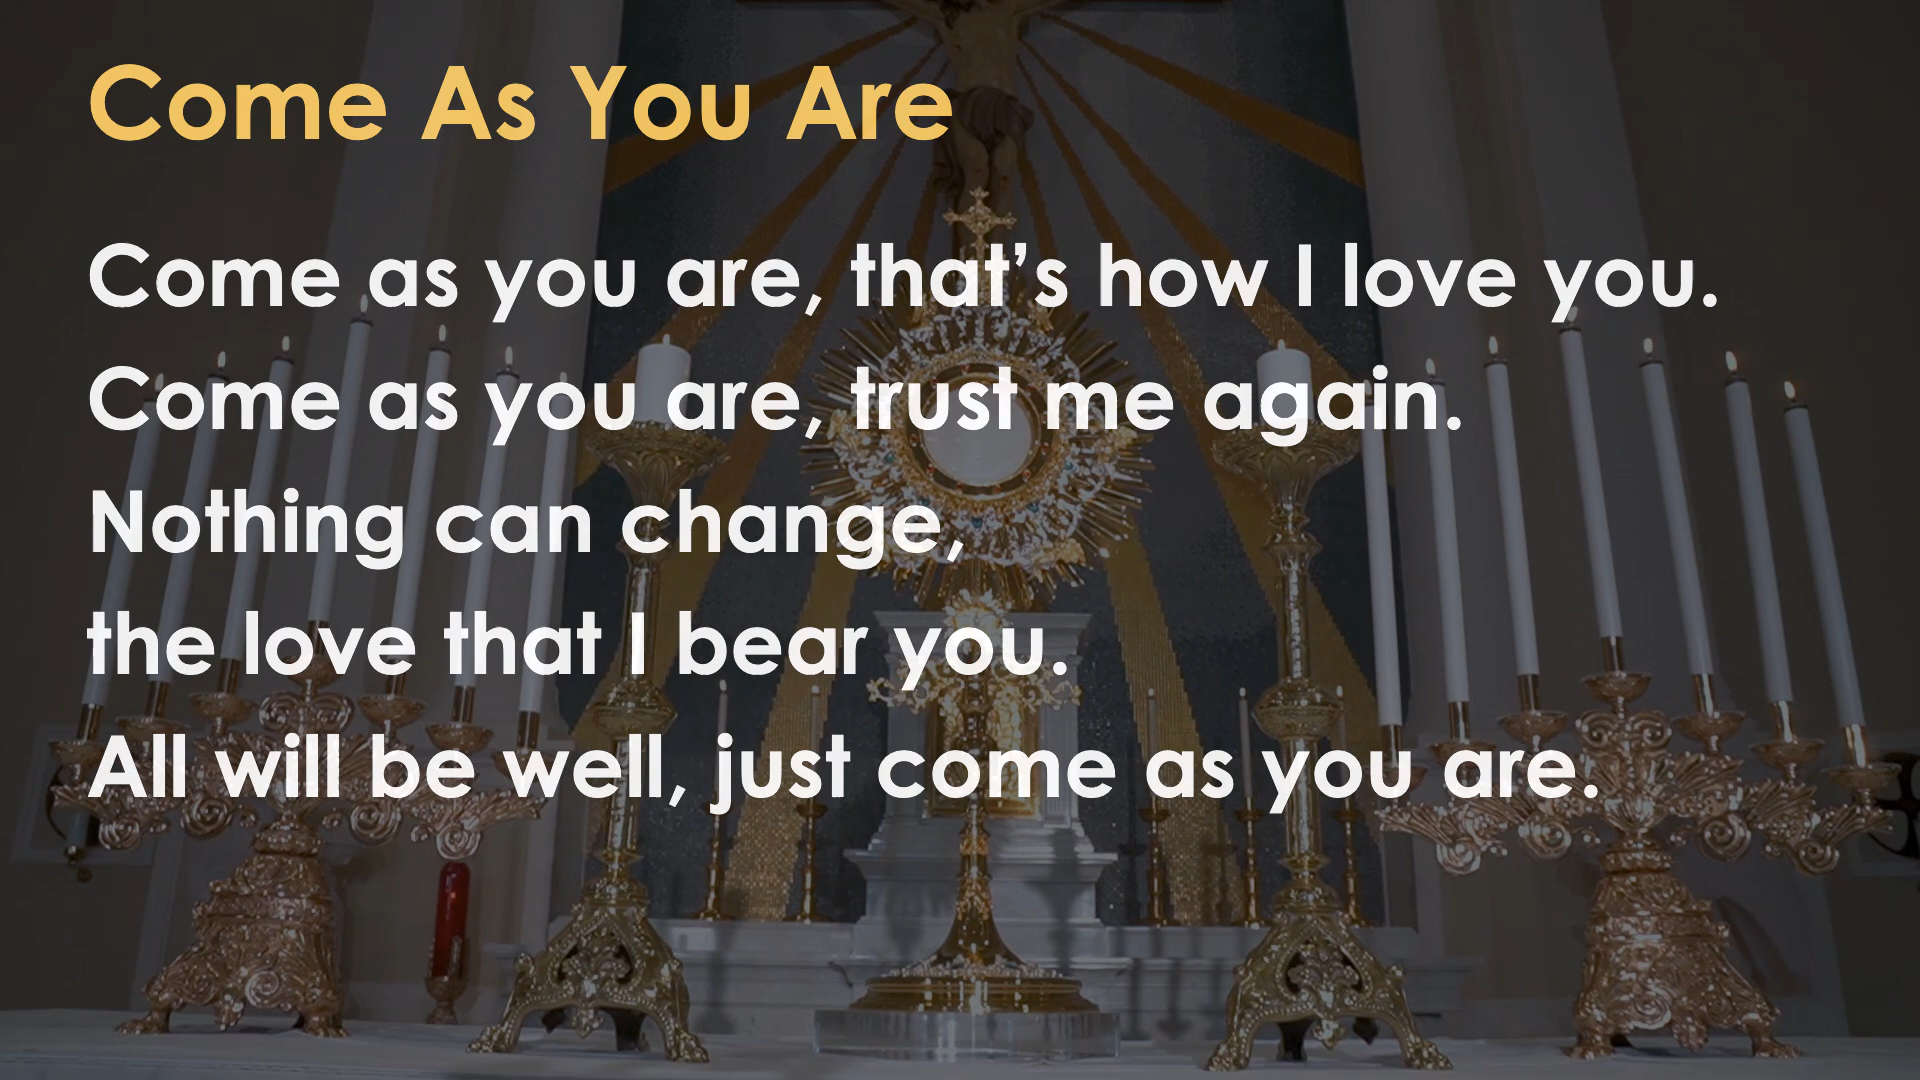 Come As You Are
Come as you are, that’s how I love you.
Come as you are, trust me again.
Nothing can change,
the love that I bear you.
All will be well, just come as you are.